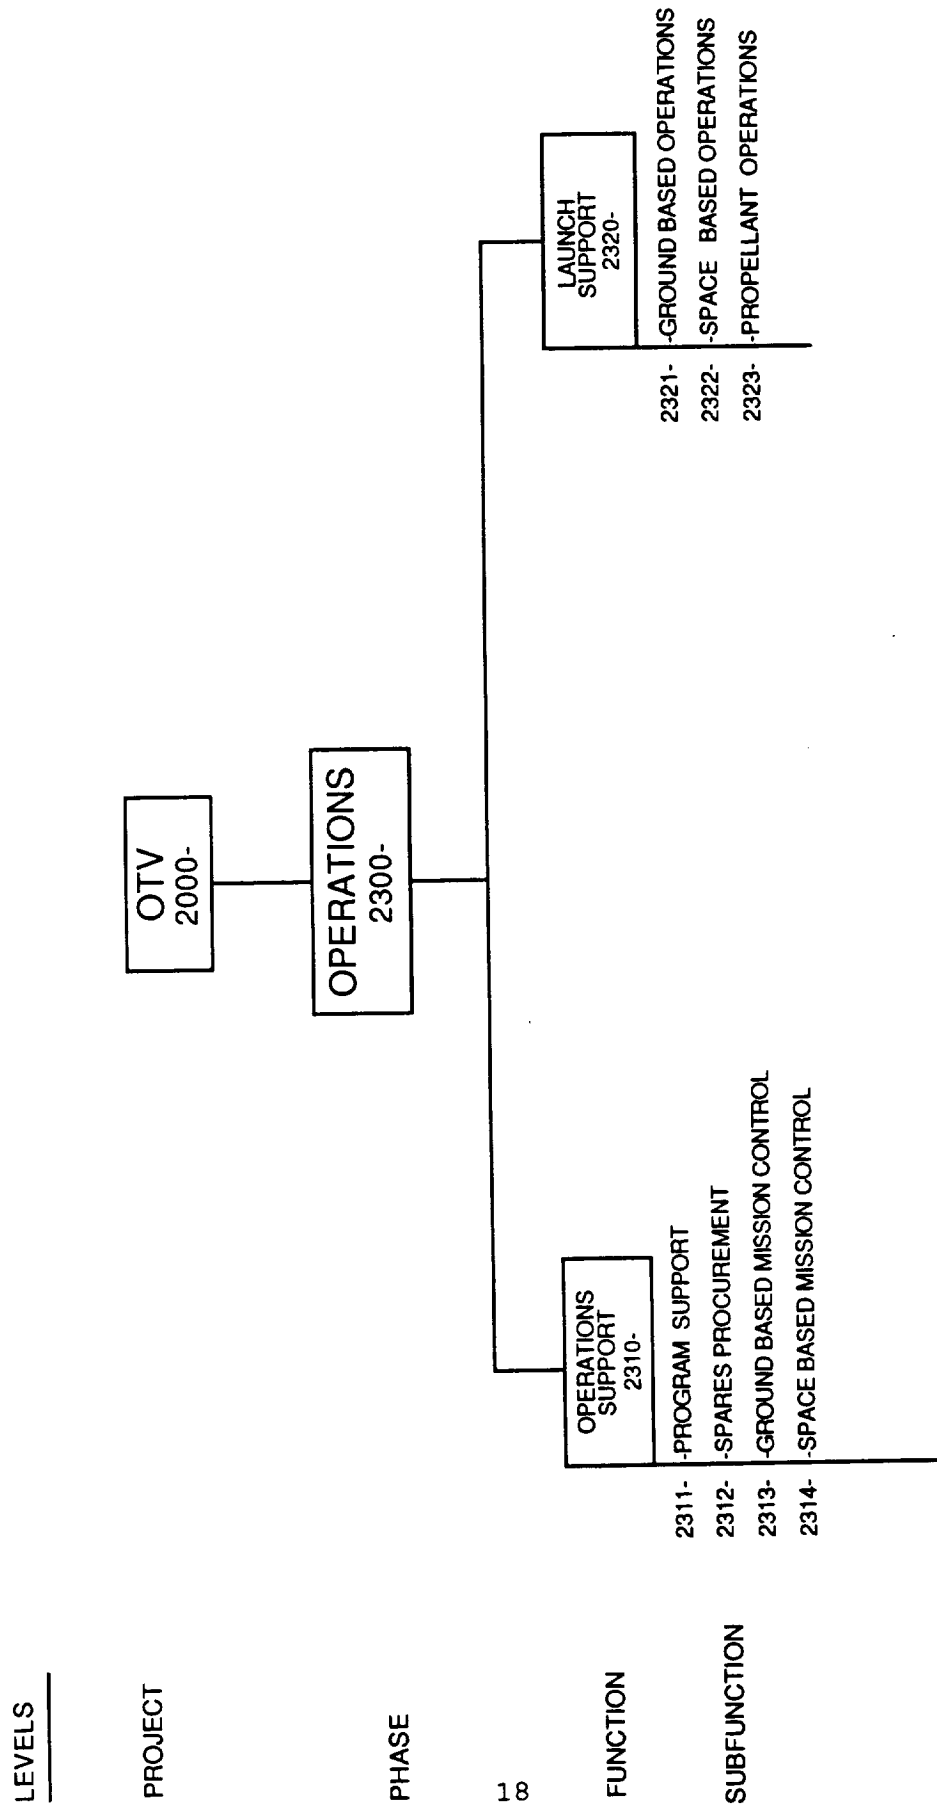 LEVELS
PROJECT
OTV
2000-
PHASE
OPERATIONS
2300-
FUNCTION
OPERATIONS
SUPPORT
2310-
LAUNCH
SUPPORT
2320-
SUBFUNCTION
2311- -PROGRAM SUPPORT
2312- -SPARES PROCUREMENT
2313- -GROUND BASED MISSION CONTROL
2314- -SPACE BASED MISSION CONTROL
2321- -GROUND BASED OPERATIONS
2322- -SPACE BASED OPERATIONS
2323- -PROPELLANT OPERATIONS
18